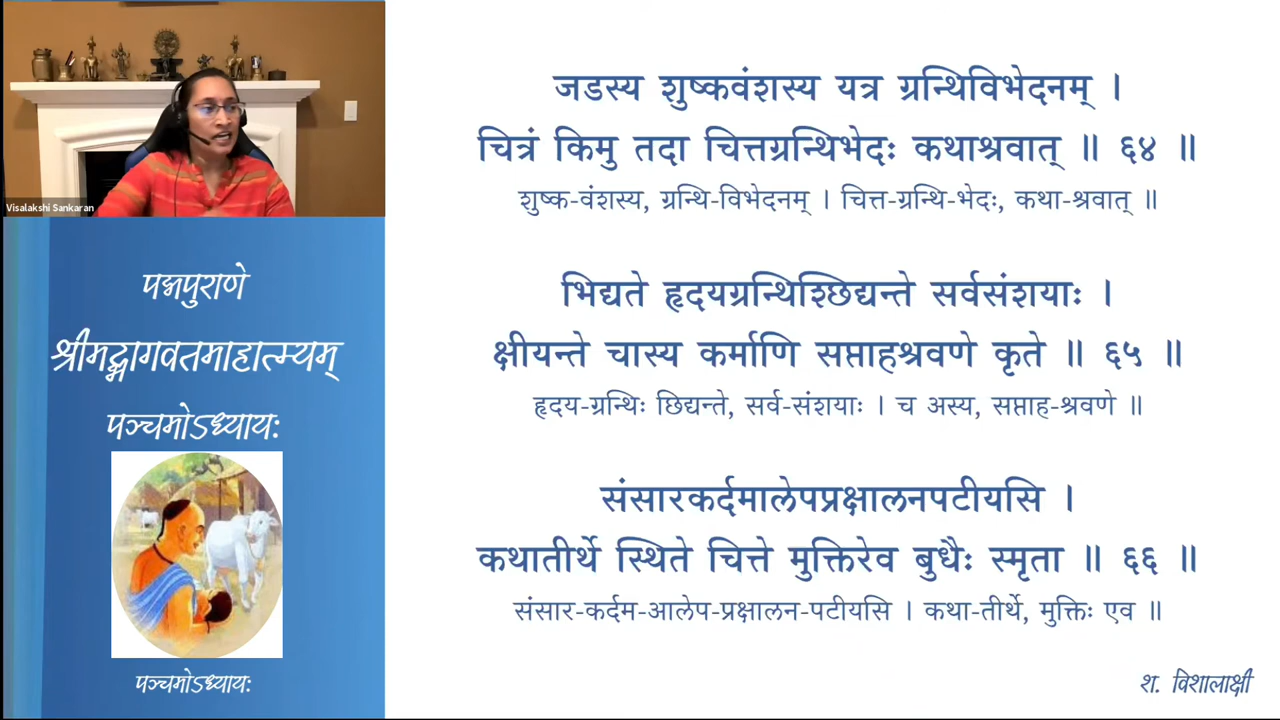 Visalakshi Sankaran
पद्मपुराणे
श्रीमद्भागवतमाहात्म्यम्
पञ्चमोऽध्यायः
पञ्चमोऽध्यायः
जडस्य शुष्कवंशस्य यत्र ग्रन्थिविभेदनम् ।
चित्रं किमु तदा चित्तग्रन्थिभेदः कथाश्रवात् ॥ ६४ ॥
शुष्क-वंशस्य, ग्रन्थि-विभेदनम् । चित्त-ग्रन्थि-भेदः, कथा-श्रवात् ॥
भिद्यते हृदयग्रन्थिश्छिद्यन्ते सर्वसंशयाः ।
क्षीयन्ते चास्य कर्माणि सप्ताहश्रवणे कृते ॥ ६५ ॥
हृदय-ग्रन्थिः छिद्यन्ते, सर्व-संशयाः । च अस्य, सप्ताह-श्रवणे ॥
संसारकर्दमालेपप्रक्षालनपटीयसि ।
कथातीर्थे स्थिते चित्ते मुक्तिरेव बुधैः स्मृता ॥ ६६ ॥
संसार-कर्दम-आलेप-प्रक्षालन-पटीयसि । कथा-तीर्थे, मुक्तिः एव ॥
श. विशालाक्षी